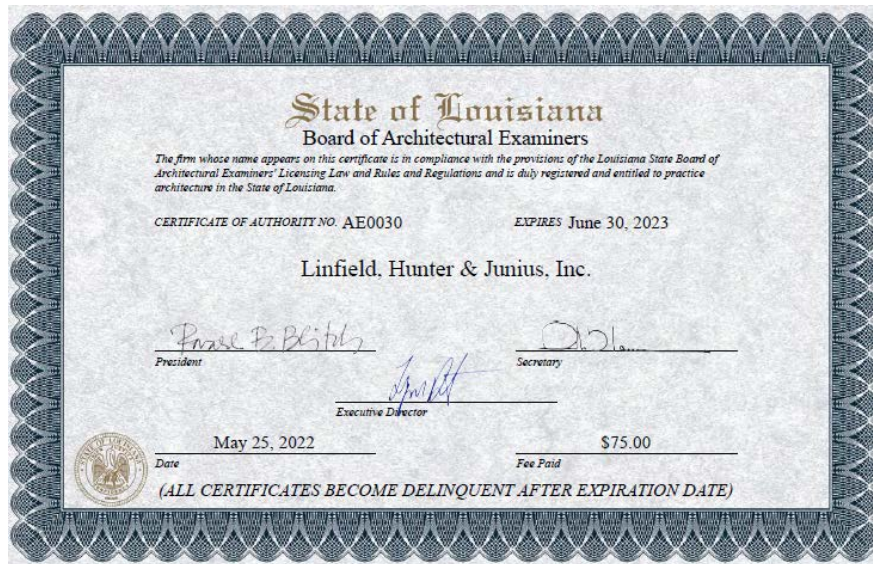 State of Louisiana
Board of Architectural Examiners
The firm whose name appears on this certificate is in compliance with the provisions of the Louisiana State Board of
Architectural Examiners' Licensing Law and Rules and Regulations and is duly registered and entitled to practice
architecture in the State of Louisiana.
CERTIFICATE OF AUTHORITY NO. AE0030 EXPIRES June 30, 2023
Linfield, Hunter & Junius, Inc.
President Secretary
Executive Director
May 25, 2022 $75.00
Date Fee Paid
(ALL CERTIFICATES BECOME DELINQUENT AFTER EXPIRATION DATE)
STATE OF LOUISIANA